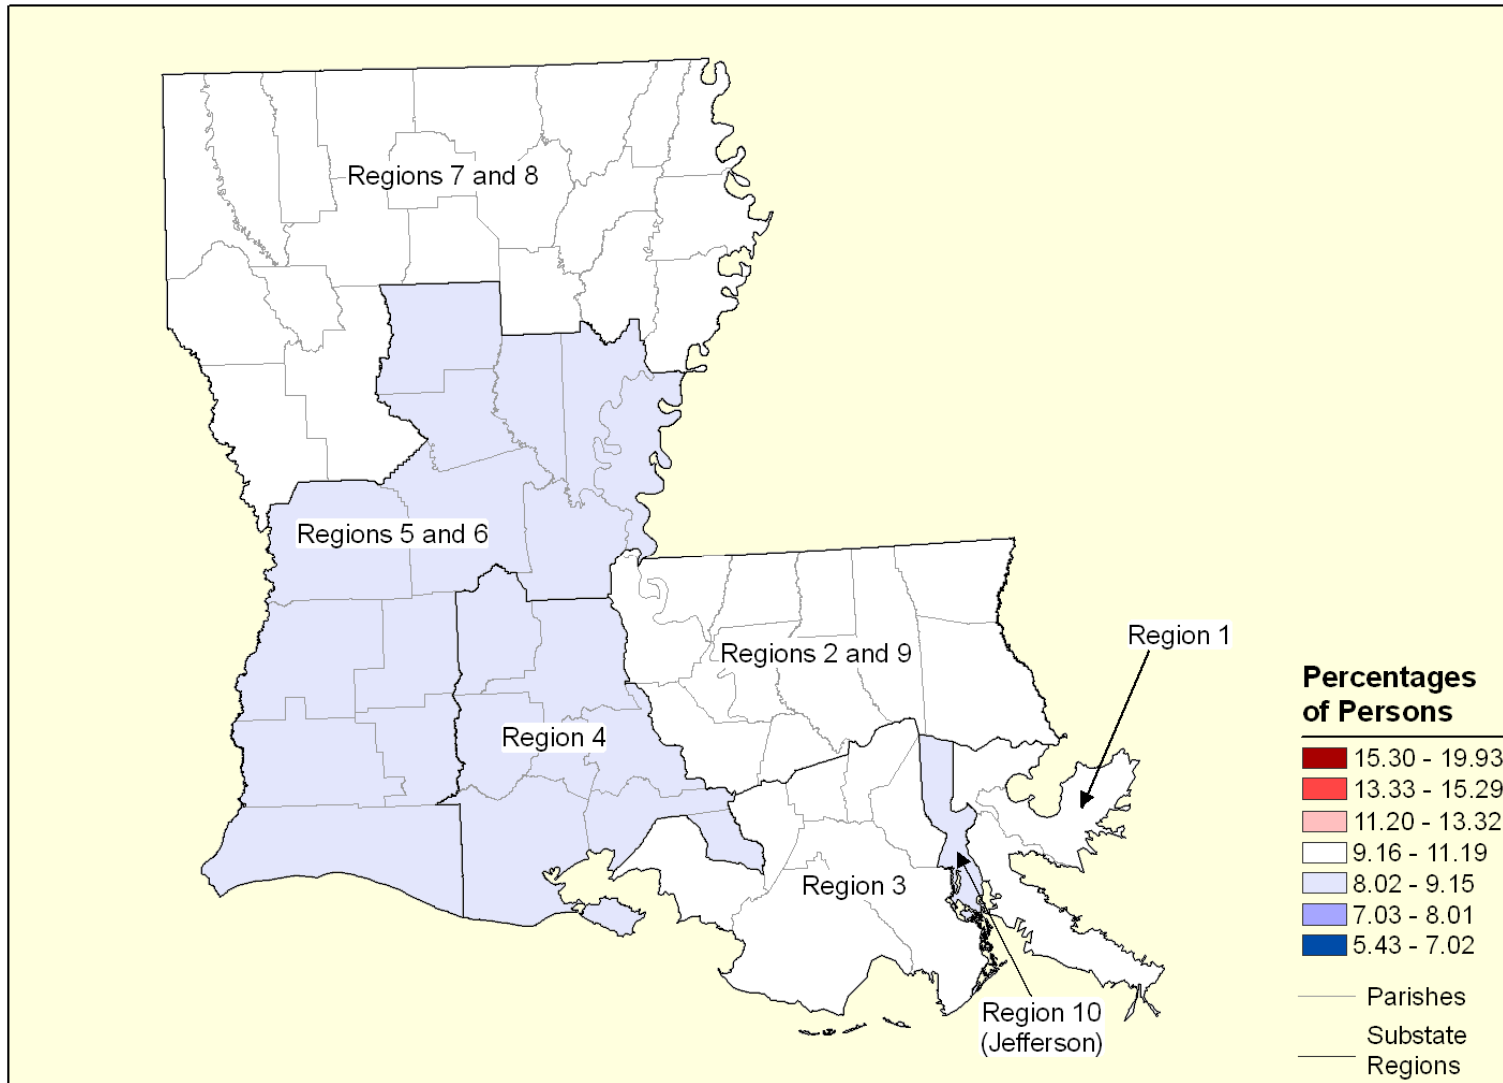 Regions 7 and 8
Regions 5 and 6
Region 1
Regions 2 and 9
Region 4
Region 3
Region 10
(Jefferson)
Percentages
of Persons
15.30 - 19.93
13.33 - 15.29
11.20 - 13.32
9.16 - 11.19
8.02 - 9.15
7.03 - 8.01
5.43 - 7.02
Parishes
Substate
Regions